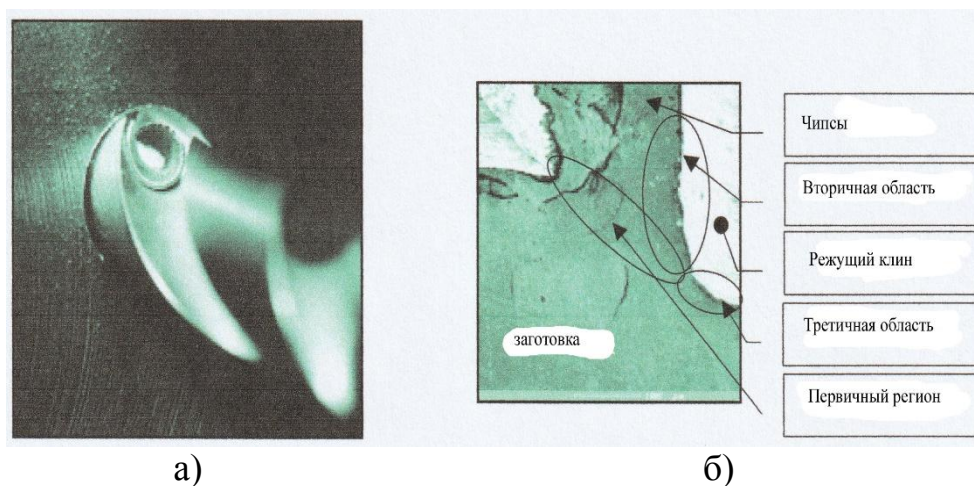 Чипсы
Вторичная область
Режущий клин
Третичная область
заготовка
Первичный регион
а)
б)